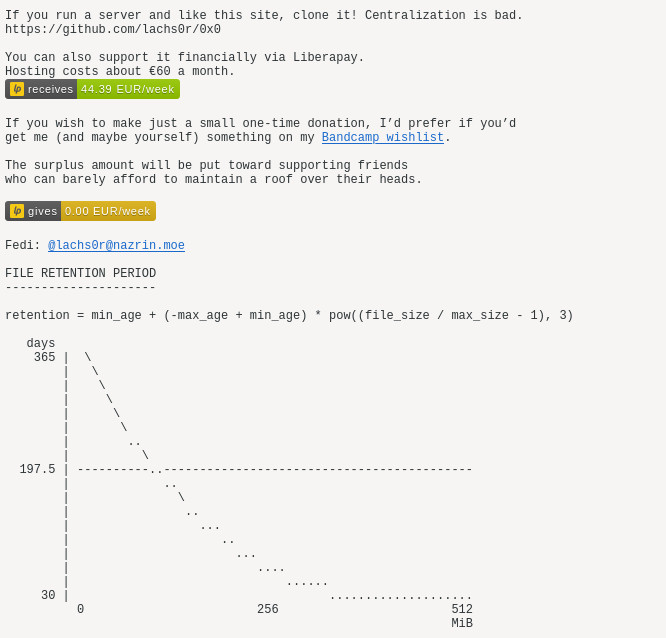 If you run a server and like this site, clone it! Centralization is bad.
https://github.com/lachs0r/0x0
You can also support it financially via Liberapay.
Hosting costs about €60 a month.
receives 44.39 EUR/week
If you wish to make just a small one-time donation, I’d prefer if you’d
get me (and maybe yourself) something on my Bandcamp wishlist.
The surplus amount will be put toward supporting friends
who can barely afford to maintain a roof over their heads.
gives 0.00 EUR/week
Fedi: @lachs0r@nazrin.moe
FILE RETENTION PERIOD
---------------------
retention = min_age + (-max_age + min_age) * pow((file_size / max_size - 1), 3)
days
365 |  \
|   \
|    \
|     \
|      \
|       \
|        ..
|          \
197.5 | ----------..-------------------------------------------
|             ..
|               \
|                ..
|                  ...
|                     ..
|                       ...
|                          ....
|                              ......
30 |                                    ....................
0 256 512
MiB